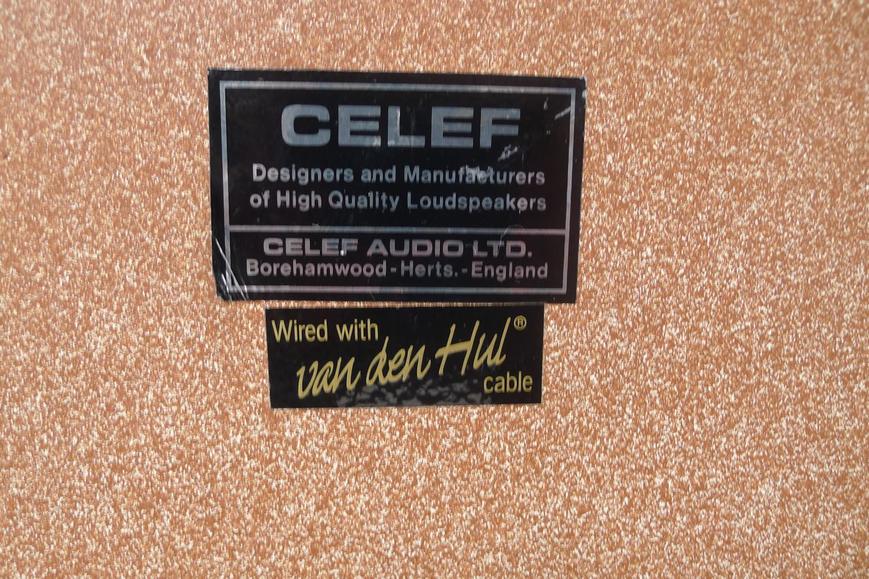 CELEF
Designers and Manufacturers
of High Quality Loudspeakers
CELEF AUDIO LTD.
Borehamwood - Herts. - England
Wired with
van den Hul®
cable